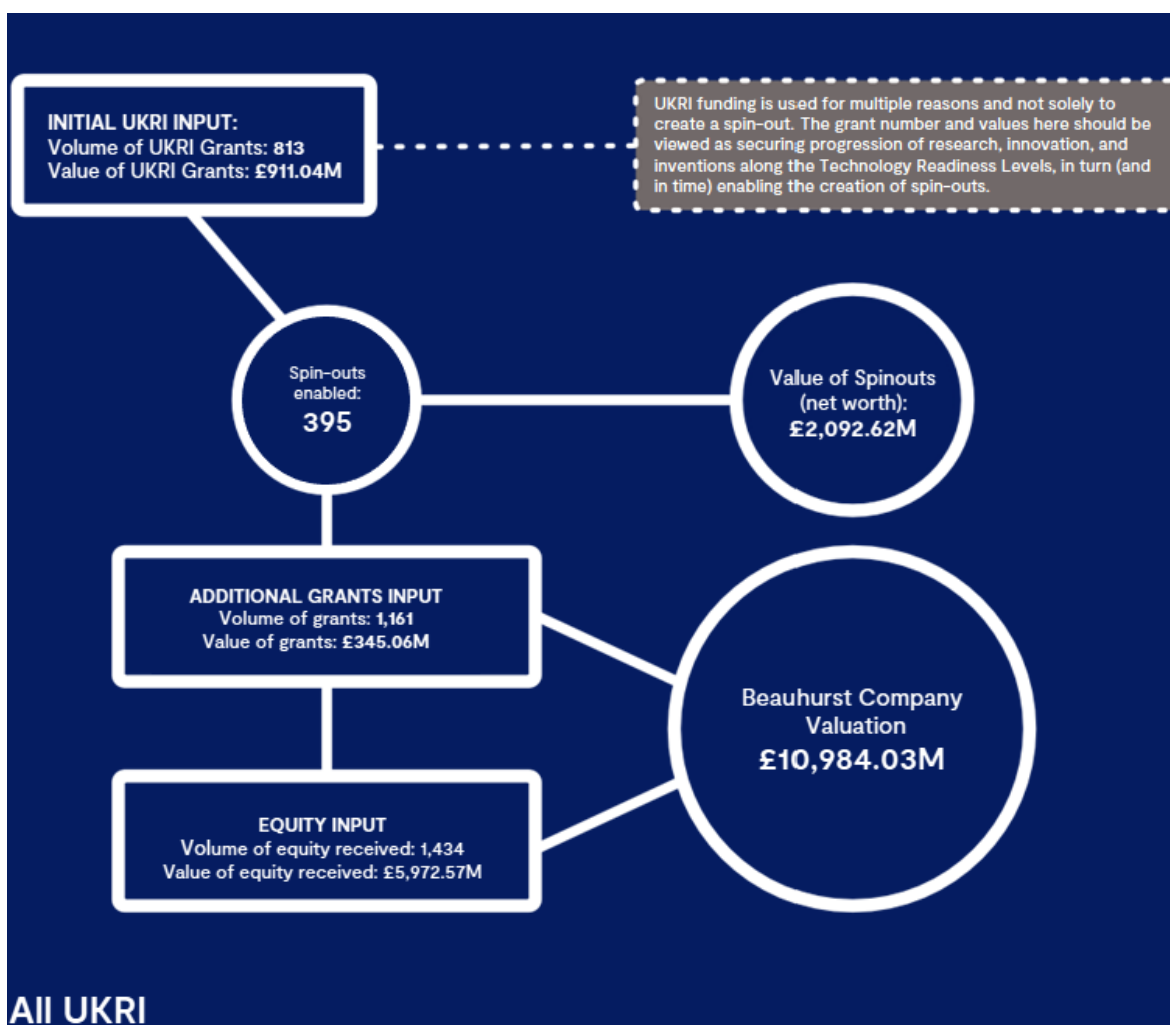 INITIAL UKRI INPUT:
Volume of UKRI Grants: 813
Value of UKRI Grants: £911.04M
UKRI funding is used for multiple reasons and not solely to
create a spin-out. The grant number and values here should be
viewed as securing progression of research, innovation, and
inventions along the Technology Readiness Levels, in turn (and
in time) enabling the creation of spin-outs.
Spin-outs
enabled:
395
Value of Spinouts
(net worth):
£2,092.62M
ADDITIONAL GRANTS INPUT
Volume of grants: 1,161
Value of grants: £345.06M
Beauhurst Company
Valuation
£10,984.03M
EQUITY INPUT
Volume of equity received: 1,434
Value of equity received: £5,972.57M
All UKRI